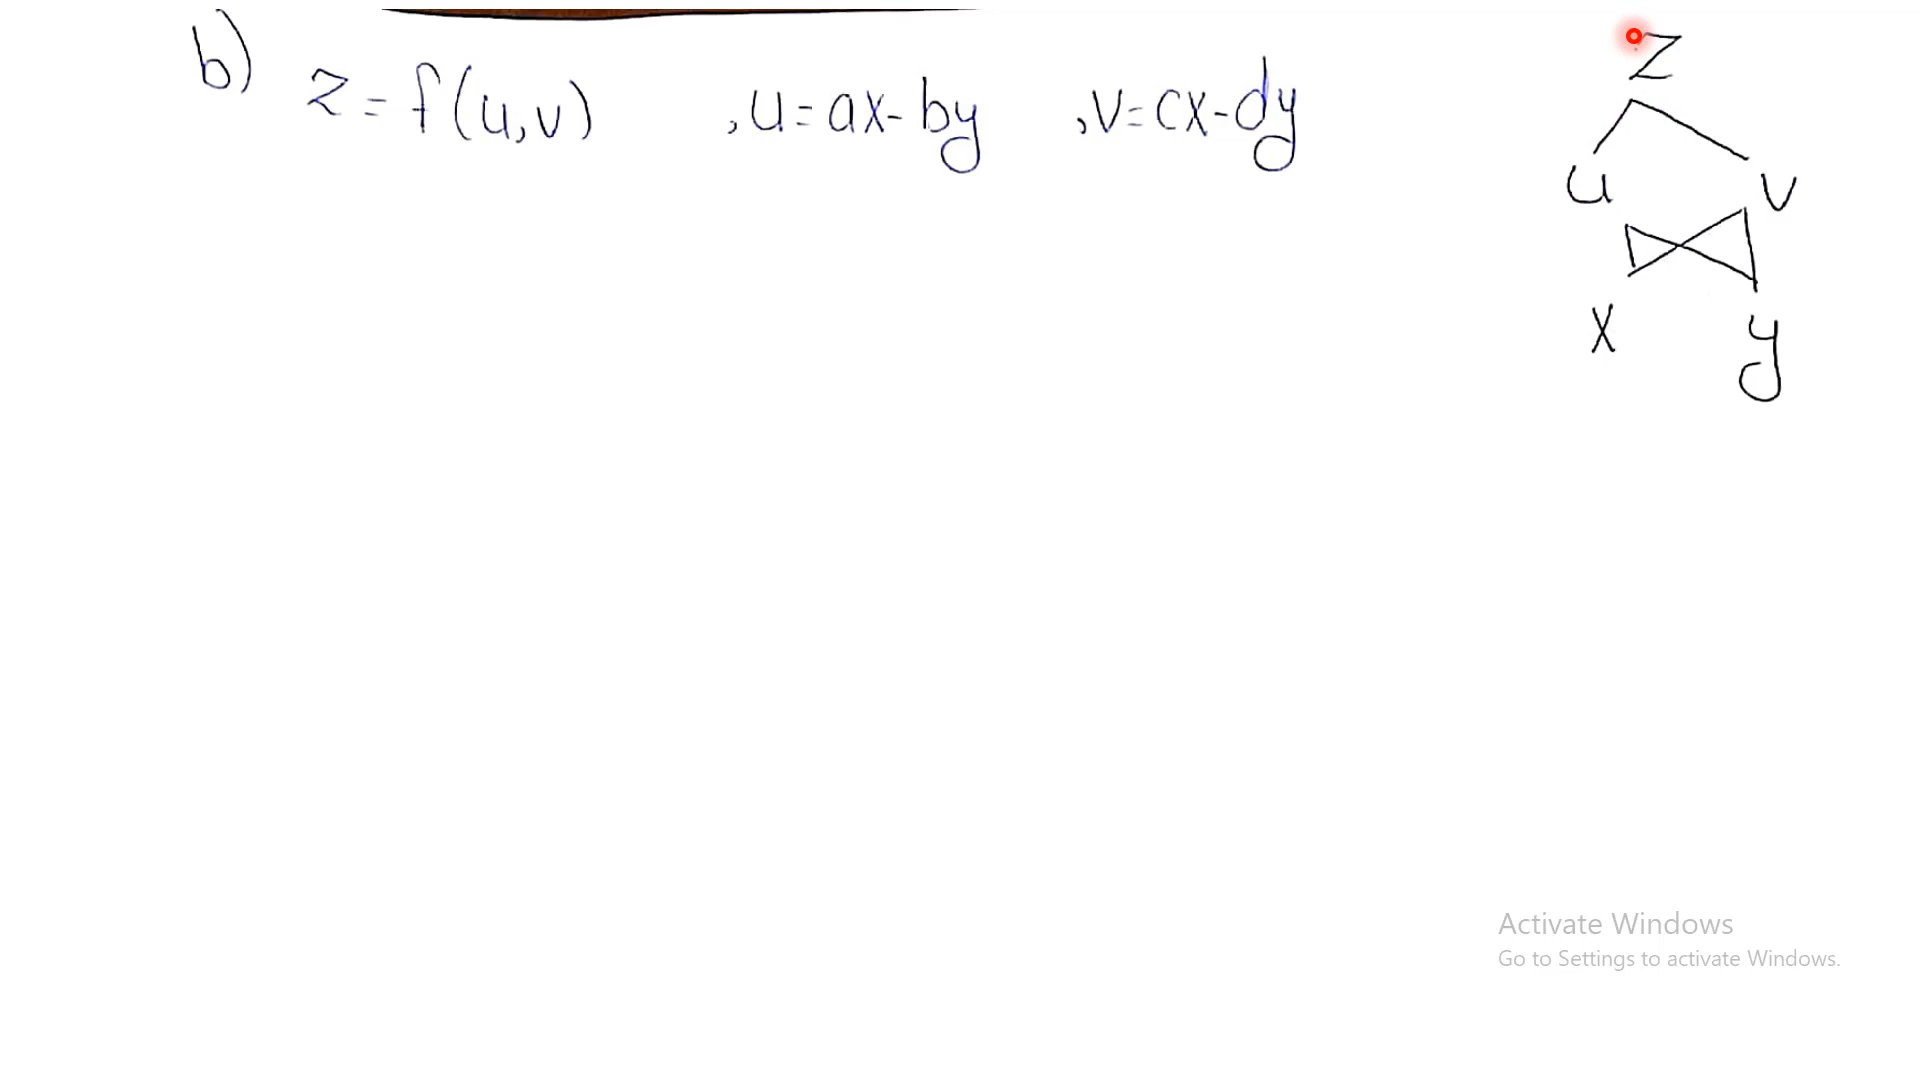 b) z = f(u,v) , u = ax - by , v = cx - dy
z
u v
x y
Activate Windows
Go to Settings to activate Windows.